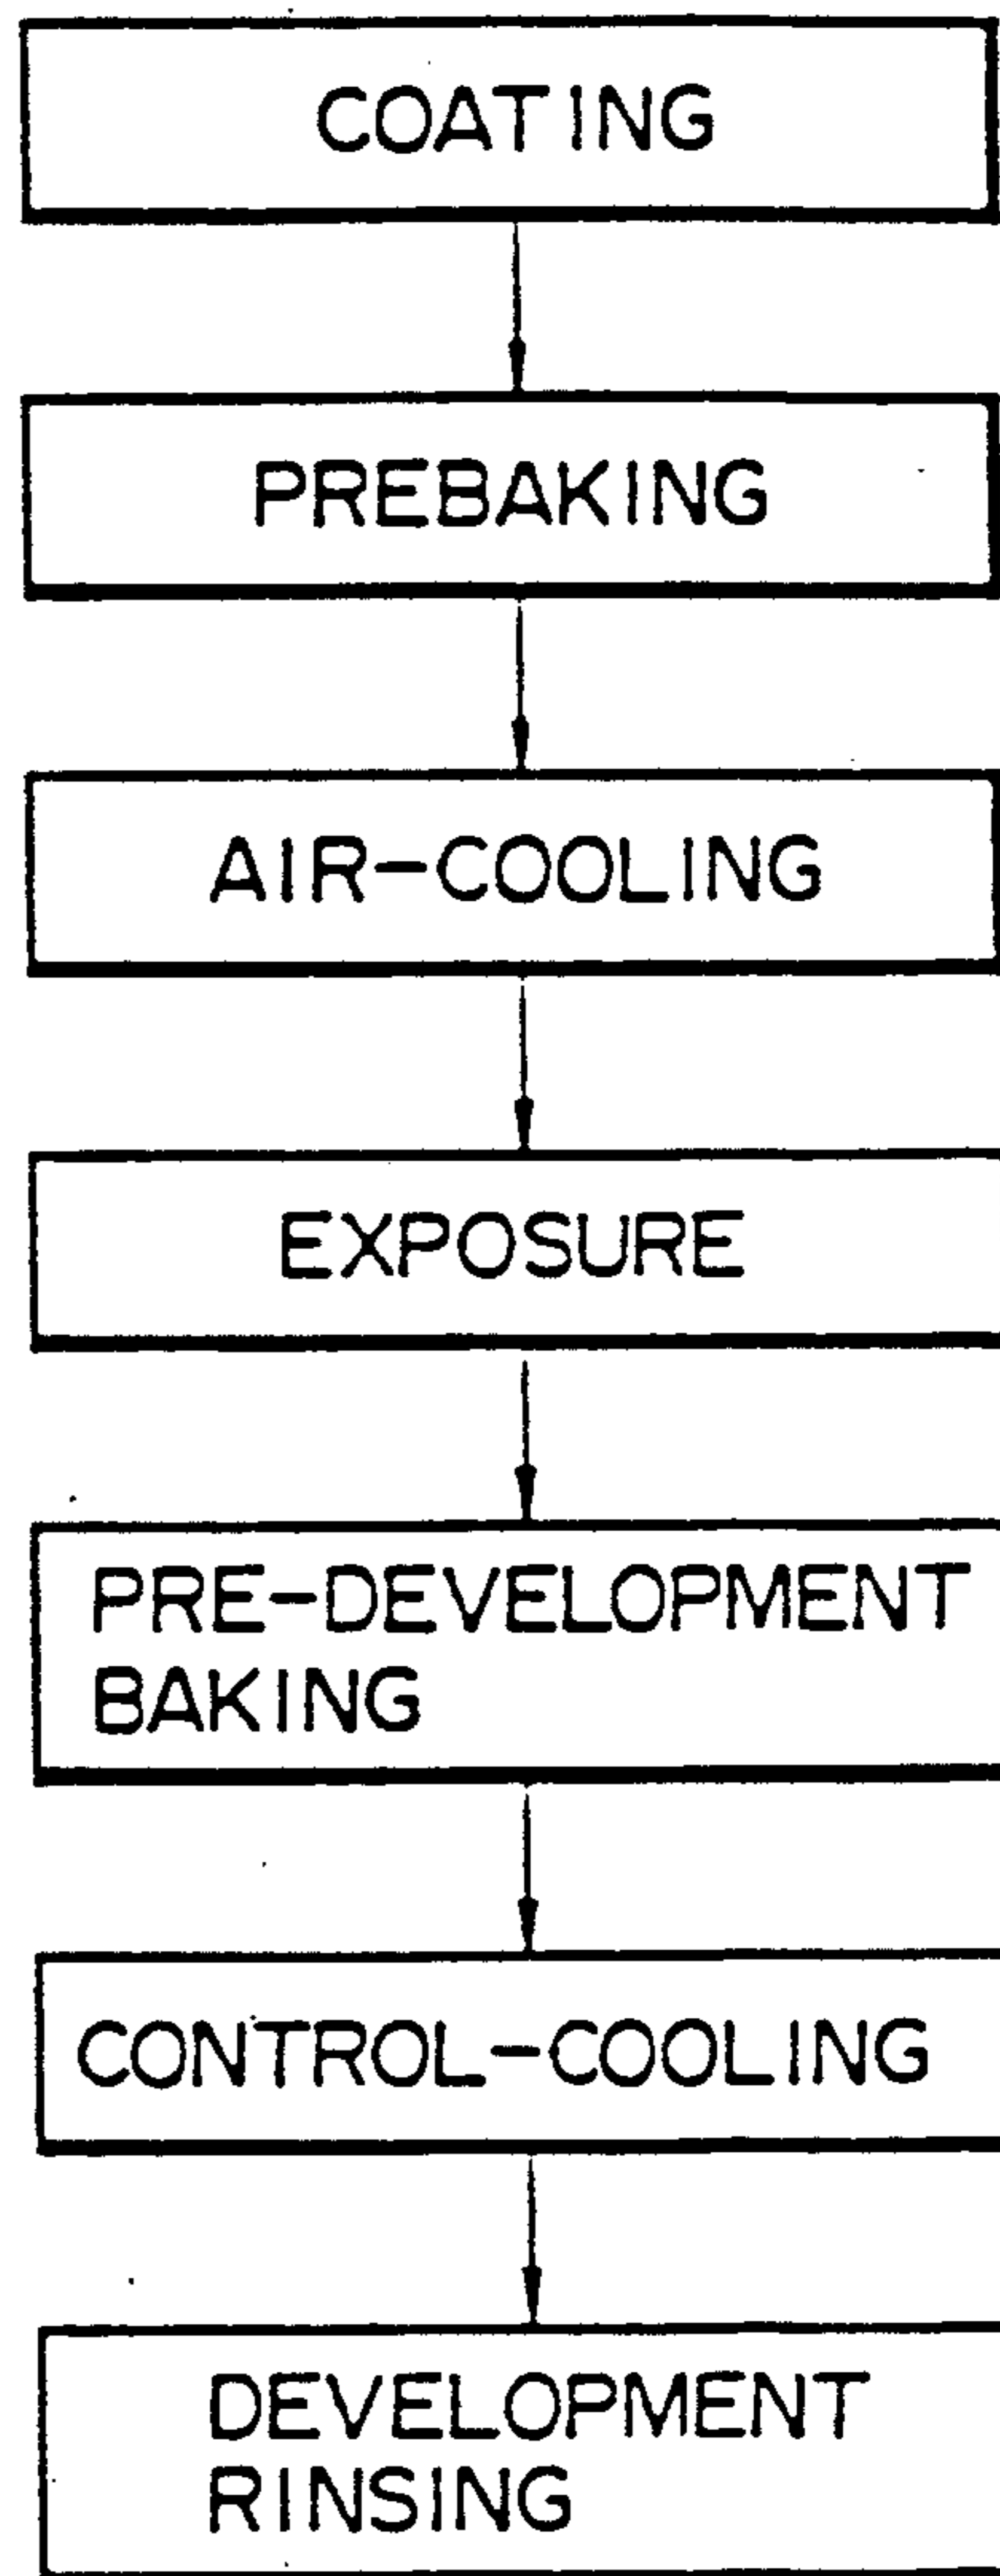 COATING
PREBAKING
AIR-COOLING
EXPOSURE
PRE-DEVELOPMENT
BAKING
CONTROL-COOLING
DEVELOPMENT
RINSING